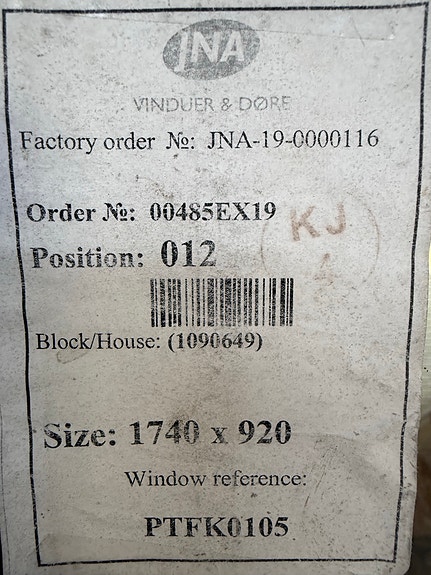 JNA
VINDUER & DØRE
Factory order №: JNA-19-0000116
Order №: 00485EX19
KJ
Position: 012
Block/House: (1090649)
Size: 1740 x 920
Window reference:
PTFK0105